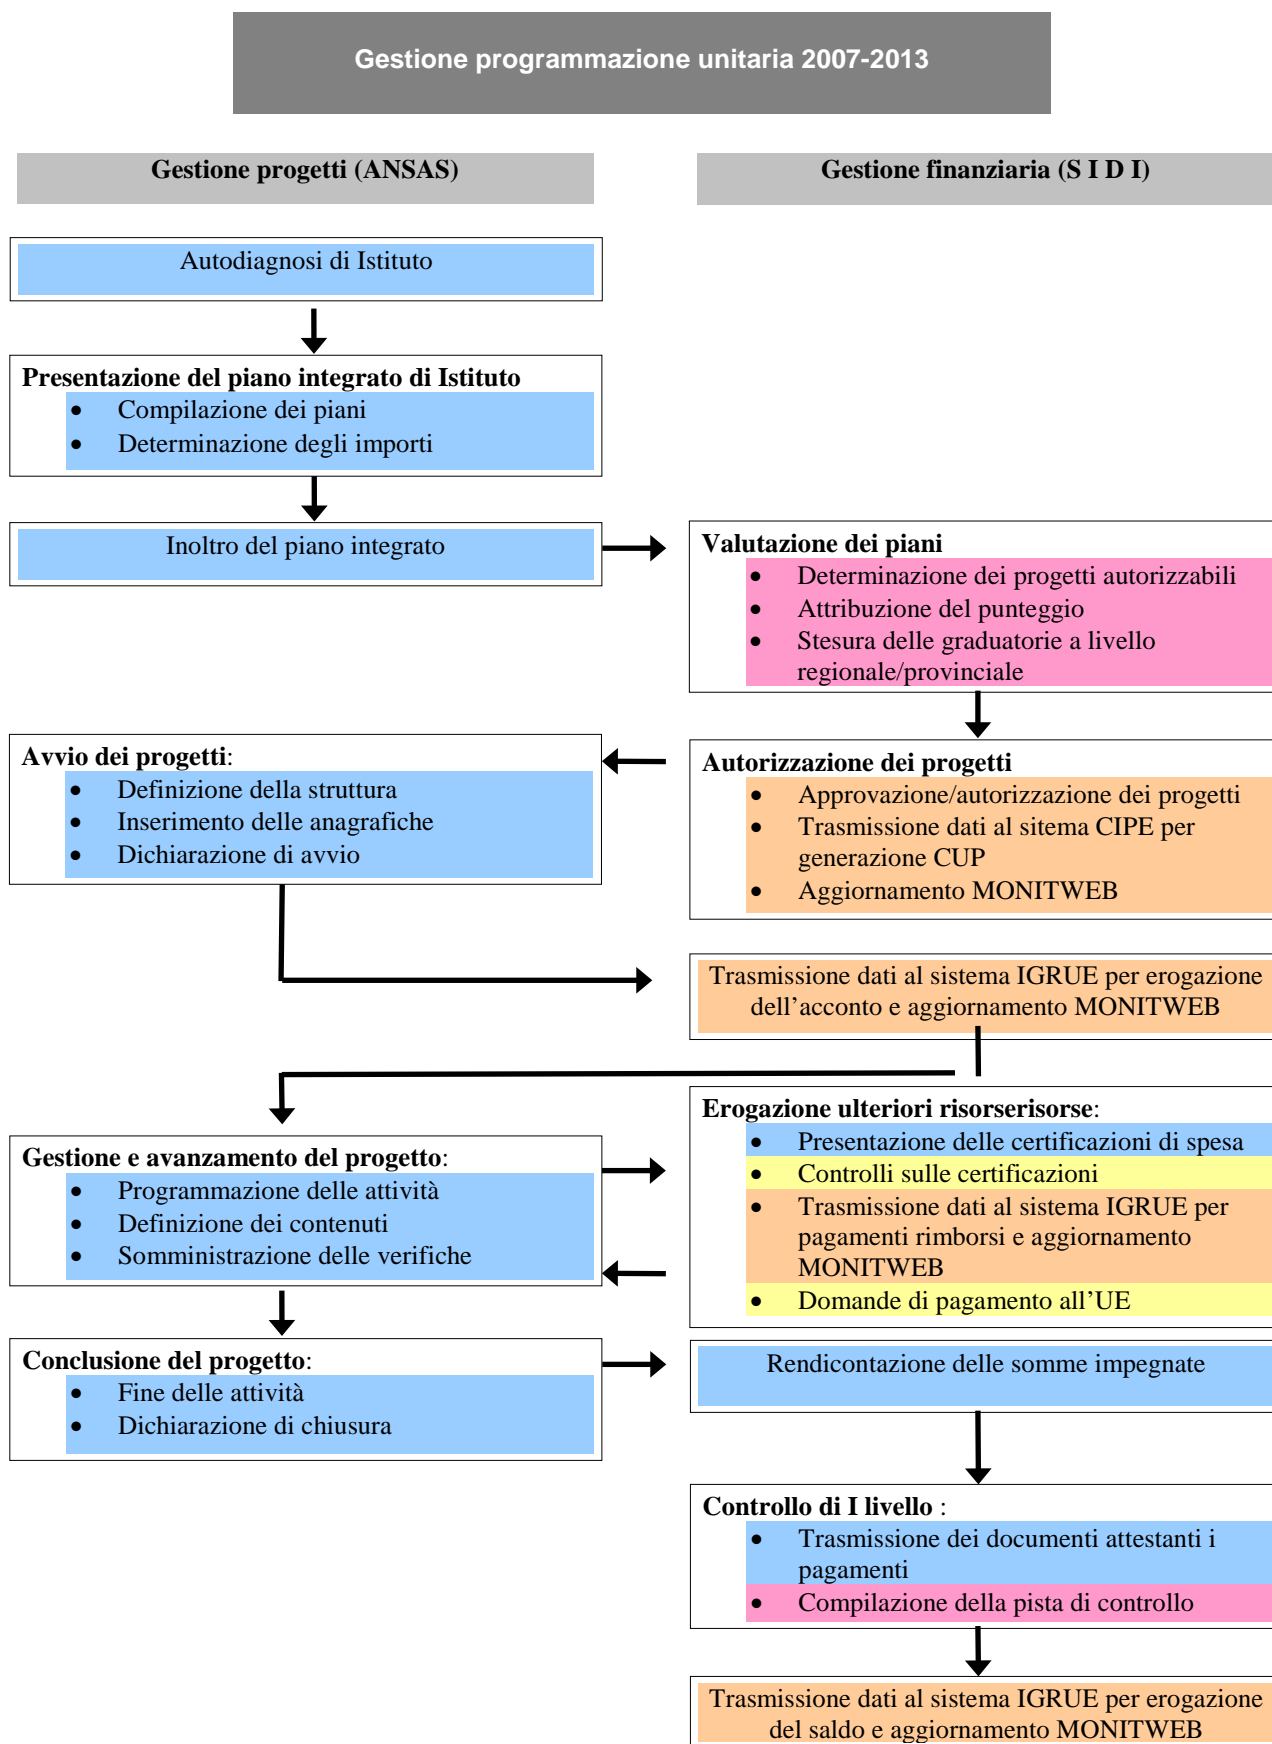 Gestione programmazione unitaria 2007-2013
Gestione progetti (ANSAS)
Gestione finanziaria (S I D I)
Autodiagnosi di Istituto
Presentazione del piano integrato di Istituto
• Compilazione dei piani
• Determinazione degli importi
Inoltro del piano integrato
Valutazione dei piani
• Determinazione dei progetti autorizzabili
• Attribuzione del punteggio
• Stesura delle graduatorie a livello
regionale/provinciale
Avvio dei progetti:
• Definizione della struttura
• Inserimento delle anagrafiche
• Dichiarazione di avvio
Autorizzazione dei progetti
• Approvazione/autorizzazione dei progetti
• Trasmissione dati al sitema CIPE per
generazione CUP
• Aggiornamento MONITWEB
Trasmissione dati al sistema IGRUE per erogazione
dell’acconto e aggiornamento MONITWEB
Erogazione ulteriori risorserisorse:
• Presentazione delle certificazioni di spesa
• Controlli sulle certificazioni
• Trasmissione dati al sistema IGRUE per
pagamenti rimborsi e aggiornamento
MONITWEB
• Domande di pagamento all’UE
Gestione e avanzamento del progetto:
• Programmazione delle attività
• Definizione dei contenuti
• Somministrazione delle verifiche
Conclusione del progetto:
• Fine delle attività
• Dichiarazione di chiusura
Rendicontazione delle somme impegnate
Controllo di I livello :
• Trasmissione dei documenti attestanti i
pagamenti
• Compilazione della pista di controllo
Trasmissione dati al sistema IGRUE per erogazione
del saldo e aggiornamento MONITWEB